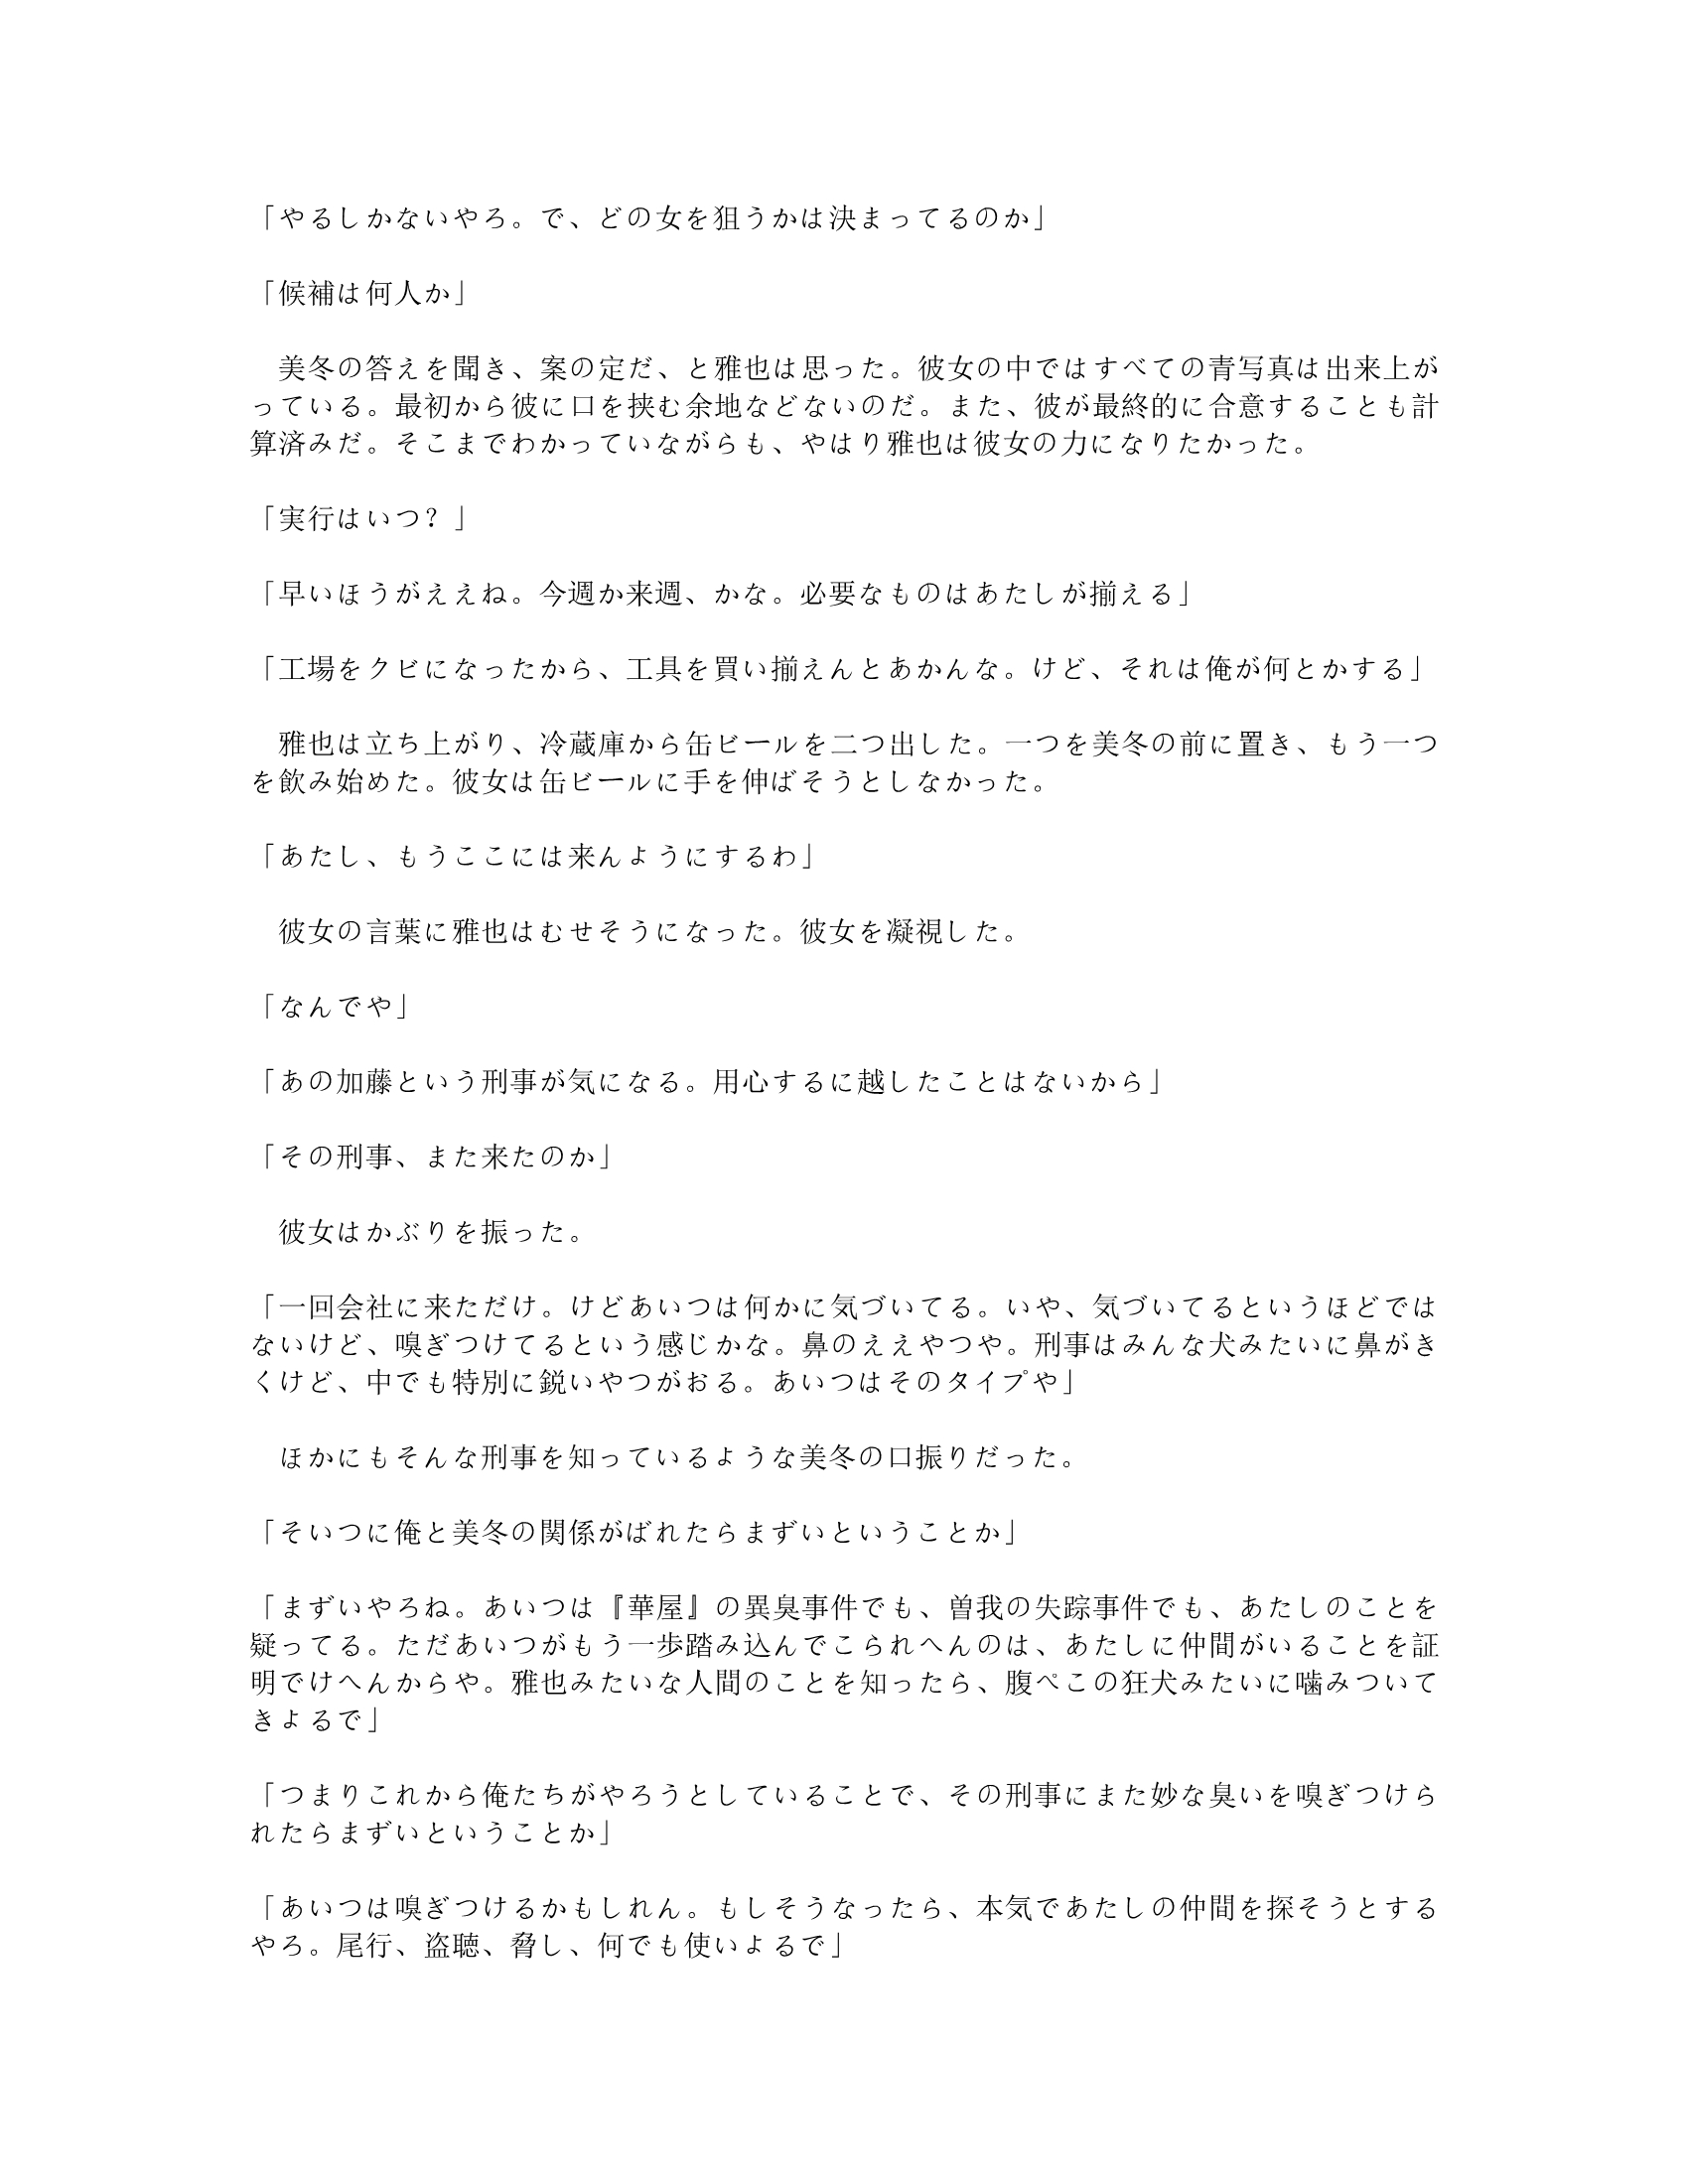 「やるしかないやろ。で、どの女を狙うかは決まってるのか」
「候補は何人か」
　美冬の答えを聞き、案の定だ、と雅也は思った。彼女の中ではすべての青写真は出来上が
っている。最初から彼に口を挟む余地などないのだ。また、彼が最終的に合意することも計
算済みだ。そこまでわかっていながらも、やはり雅也は彼女の力になりたかった。
「実行はいつ？」
「早いほうがええね。今週か来週、かな。必要なものはあたしが揃える」
「工場をクビになったから、工具を買い揃えんとあかんな。けど、それは俺が何とかする」
　雅也は立ち上がり、冷蔵庫から缶ビールを二つ出した。一つを美冬の前に置き、もう一つ
を飲み始めた。彼女は缶ビールに手を伸ばそうとしなかった。
「あたし、もうここには来んようにするわ」
　彼女の言葉に雅也はむせそうになった。彼女を凝視した。
「なんでや」
「あの加藤という刑事が気になる。用心するに越したことはないから」
「その刑事、また来たのか」
　彼女はかぶりを振った。
「一回会社に来ただけ。けどあいつは何かに気づいてる。いや、気づいてるというほどでは
ないけど、嗅ぎつけてるという感じかな。鼻のええやつや。刑事はみんな犬みたいに鼻がき
くけど、中でも特別に鋭いやつがおる。あいつはそのタイプや」
　ほかにもそんな刑事を知っているような美冬の口振りだった。
「そいつに俺と美冬の関係がばれたらまずいということか」
「まずいやろね。あいつは『華屋』の異臭事件でも、曽我の失踪事件でも、あたしのことを
疑ってる。ただあいつがもう一歩踏み込んでこられへんのは、あたしに仲間がいることを証
明でけへんからや。雅也みたいな人間のことを知ったら、腹ぺこの狂犬みたいに噛みついて
きよるで」
「つまりこれから俺たちがやろうとしていることで、その刑事にまた妙な臭いを嗅ぎつけら
れたらまずいということか」
「あいつは嗅ぎつけるかもしれん。もしそうなったら、本気であたしの仲間を探そうとする
やろ。尾行、盗聴、脅し、何でも使いよるで」